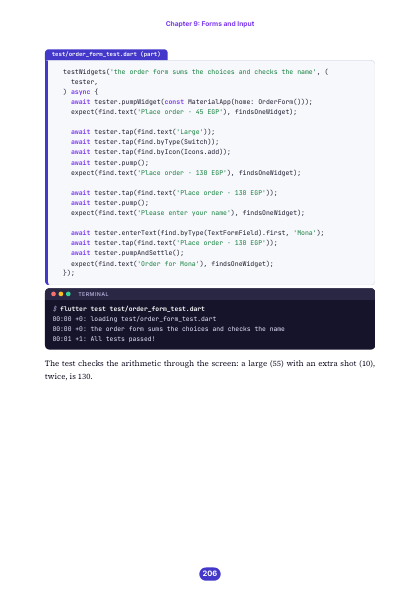 Chapter 9: Forms and Input
test/order_form_test.dart (part)
testWidgets('the order form sums the choices and checks the name', (
tester,
) async {
await tester.pumpWidget(const MaterialApp(home: OrderForm()));
expect(find.text('Place order · 45 EGP'), findsOneWidget);
await tester.tap(find.text('Large'));
await tester.tap(find.byType(Switch));
await tester.tap(find.byIcon(Icons.add));
await tester.pump();
expect(find.text('Place order · 130 EGP'), findsOneWidget);
await tester.tap(find.text('Place order · 130 EGP'));
await tester.pump();
expect(find.text('Please enter your name'), findsOneWidget);
await tester.enterText(find.byType(TextFormField).first, 'Mona');
await tester.tap(find.text('Place order · 130 EGP'));
await tester.pumpAndSettle();
expect(find.text('Order for Mona'), findsOneWidget);
});
TERMINAL
$ flutter test test/order_form_test.dart
00:00 +0: loading test/order_form_test.dart
00:00 +0: the order form sums the choices and checks the name
00:01 +1: All tests passed!
The test checks the arithmetic through the screen: a large (55) with an extra shot (10),
twice, is 130.
206